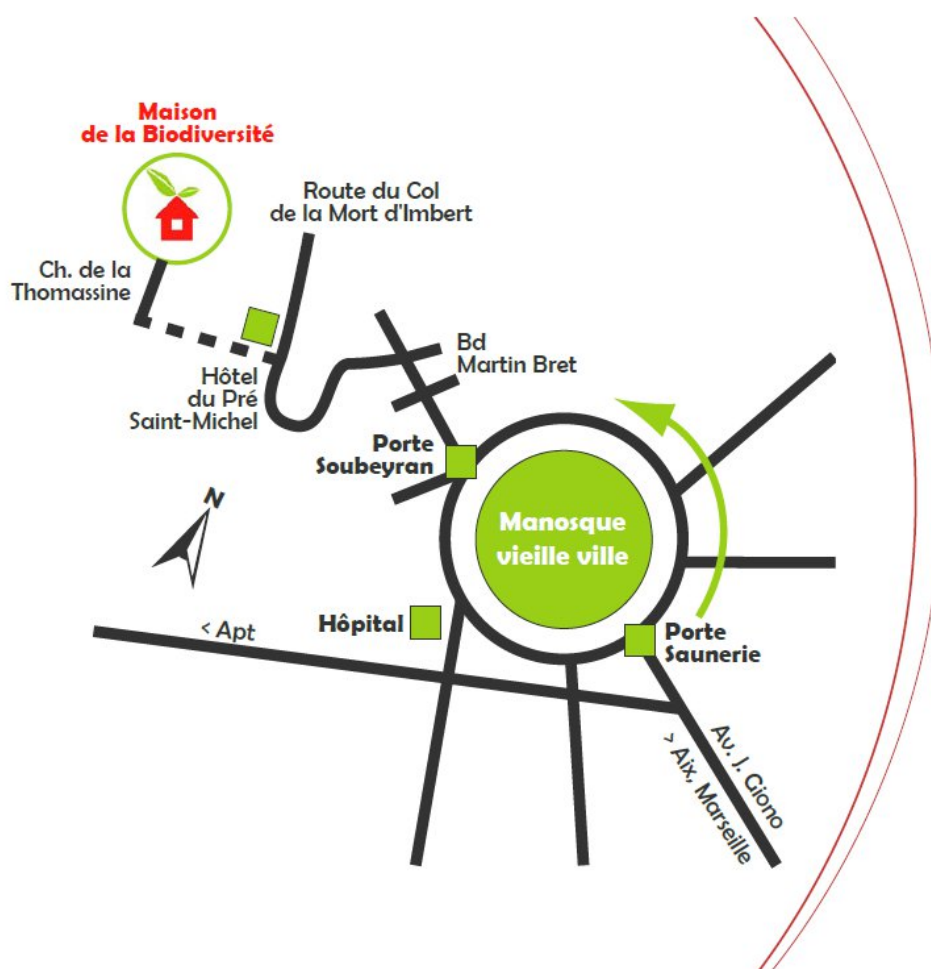 Maison
de la Biodiversité
Route du Col
de la Mort d'Imbert
Ch. de la
Thomassine
Bd
Martin Bret
Hôtel
du Pré
Saint-Michel
Porte
Soubeyran
N
Manosque
vieille ville
Hôpital
< Apt
Porte
Saunerie
Av. J. Giono
> Aix, Marseille